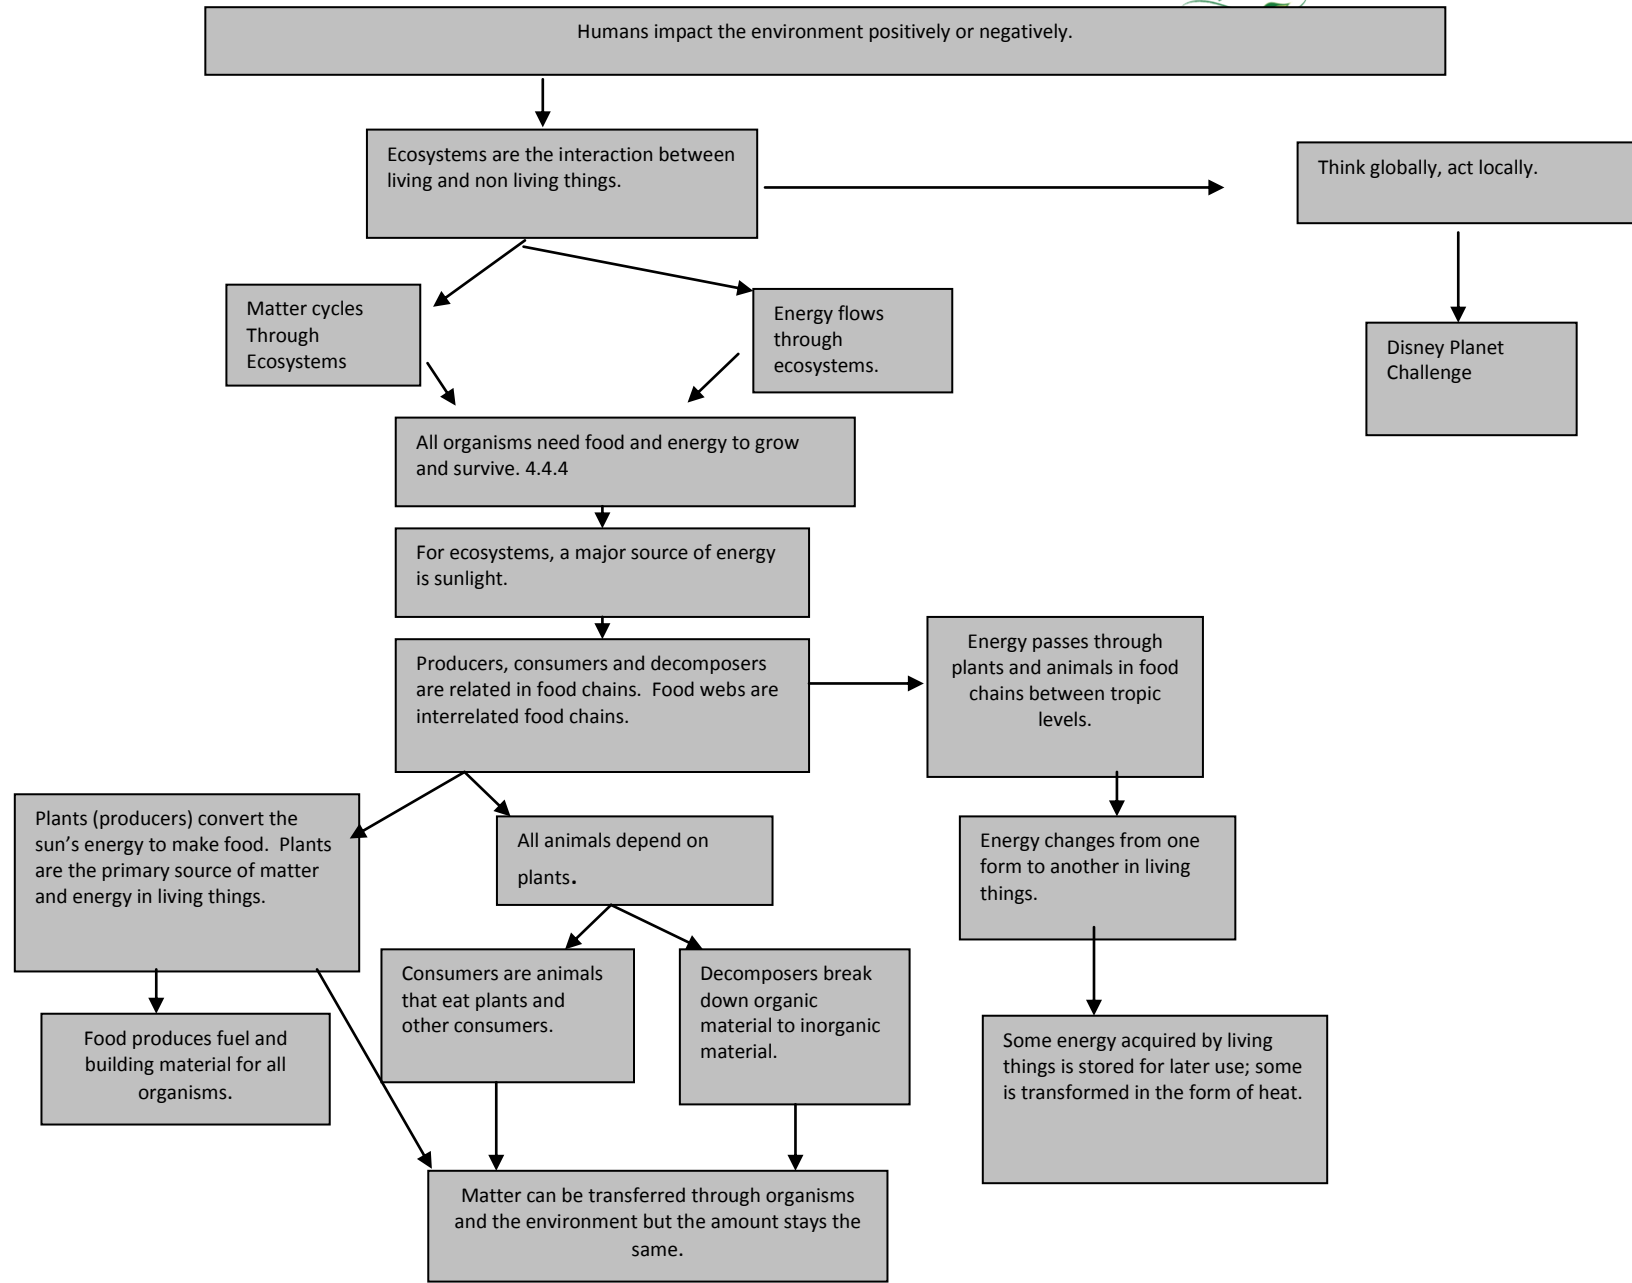 Humans impact the environment positively or negatively.
Ecosystems are the interaction between
living and non living things.
Think globally, act locally.
Matter cycles
Through
Ecosystems
Energy flows
through
ecosystems.
Disney Planet
Challenge
All organisms need food and energy to grow
and survive. 4.4.4
For ecosystems, a major source of energy
is sunlight.
Producers, consumers and decomposers
are related in food chains.  Food webs are
interrelated food chains.
Energy passes through
plants and animals in food
chains between tropic
levels.
Plants (producers) convert the
sun’s energy to make food.  Plants
are the primary source of matter
and energy in living things.
All animals depend on
plants.
Energy changes from one
form to another in living
things.
Consumers are animals
that eat plants and
other consumers.
Decomposers break
down organic
material to inorganic
material.
Food produces fuel and
building material for all
organisms.
Some energy acquired by living
things is stored for later use; some
is transformed in the form of heat.
Matter can be transferred through organisms
and the environment but the amount stays the
same.